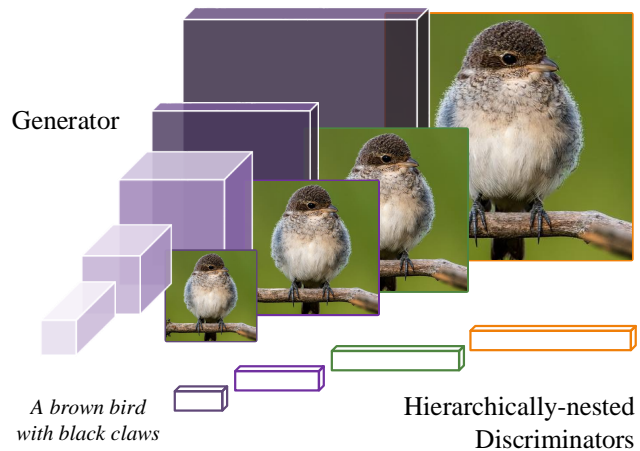 Generator
A brown bird
with black claws
Hierarchically-nested
Discriminators